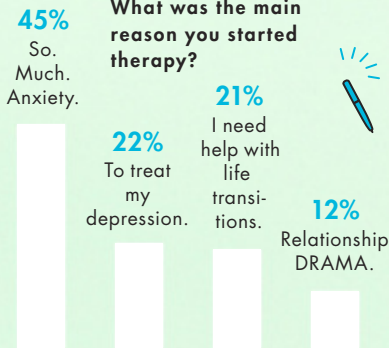 What was the main
reason you started
therapy?
45%
So.
Much.
Anxiety.
22%
To treat
my
depression.
21%
I need
help with
life
transi-
tions.
12%
Relationship
DRAMA.